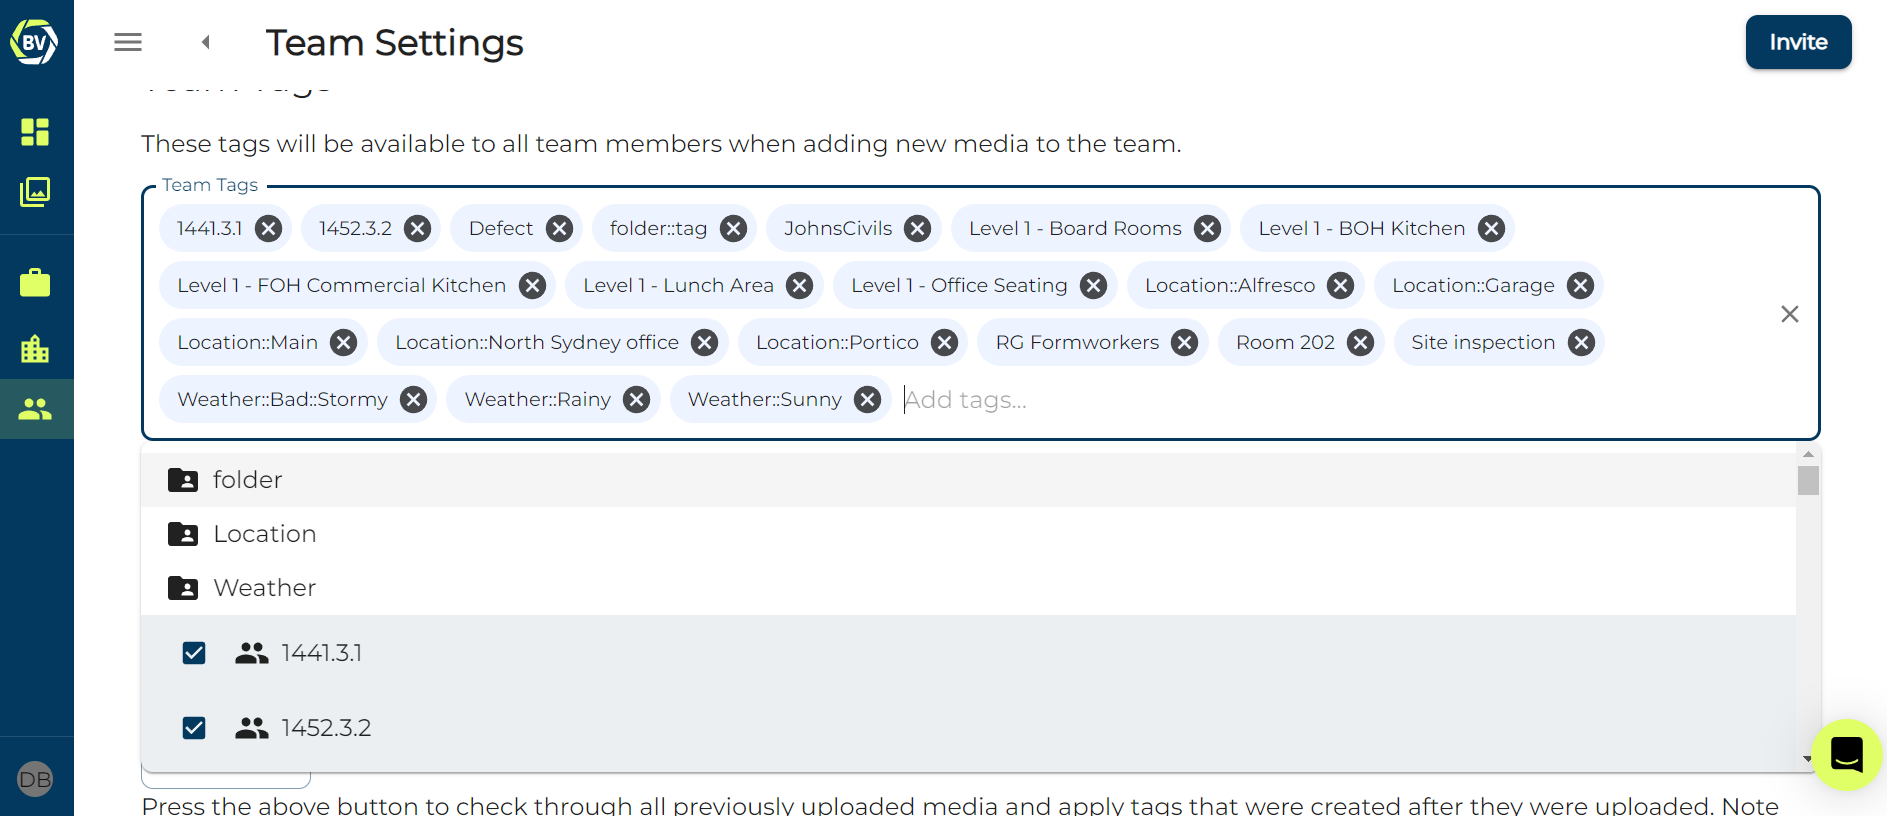 BV
Team Settings
Invite
Team Tags
These tags will be available to all team members when adding new media to the team.
Team Tags
1441.3.1 1452.3.2 Defect folder::tag JohnsCivils Level 1 - Board Rooms Level 1 - BOH Kitchen
Level 1 - FOH Commercial Kitchen Level 1 - Lunch Area Level 1 - Office Seating Location::Alfresco Location::Garage
Location::Main Location::North Sydney office Location::Portico RG Formworkers Room 202 Site inspection
Weather::Bad::Stormy Weather::Rainy Weather::Sunny Add tags...
folder
Location
Weather
1441.3.1
1452.3.2
DB
Press the above button to check through all previously uploaded media and apply tags that were created after they were uploaded. Note